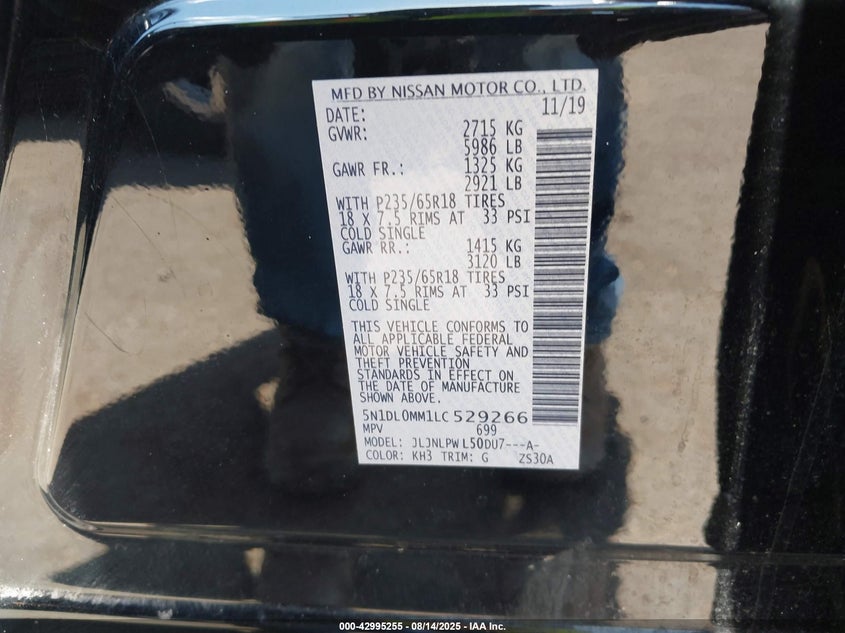 MFD BY NISSAN MOTOR CO., LTD.
DATE: 11/19
GVWR: 2715 KG
5986 LB
GAWR FR.: 1325 KG
2921 LB
WITH P235/65R18 TIRES
18 X 7.5 RIMS AT 33 PSI
COLD SINGLE
GAWR RR.: 1415 KG
3120 LB
WITH P235/65R18 TIRES
18 X 7.5 RIMS AT 33 PSI
COLD SINGLE
THIS VEHICLE CONFORMS TO
ALL APPLICABLE FEDERAL
MOTOR VEHICLE SAFETY AND
THEFT PREVENTION
STANDARDS IN EFFECT ON
THE DATE OF MANUFACTURE
SHOWN ABOVE.
5N1DL0MM1LC529266
MPV 699
MODEL: JLJNLPW L50DU7---A-
COLOR: KH3 TRIM: G ZS30A
000-42995255 - 08/14/2025 - IAA Inc.